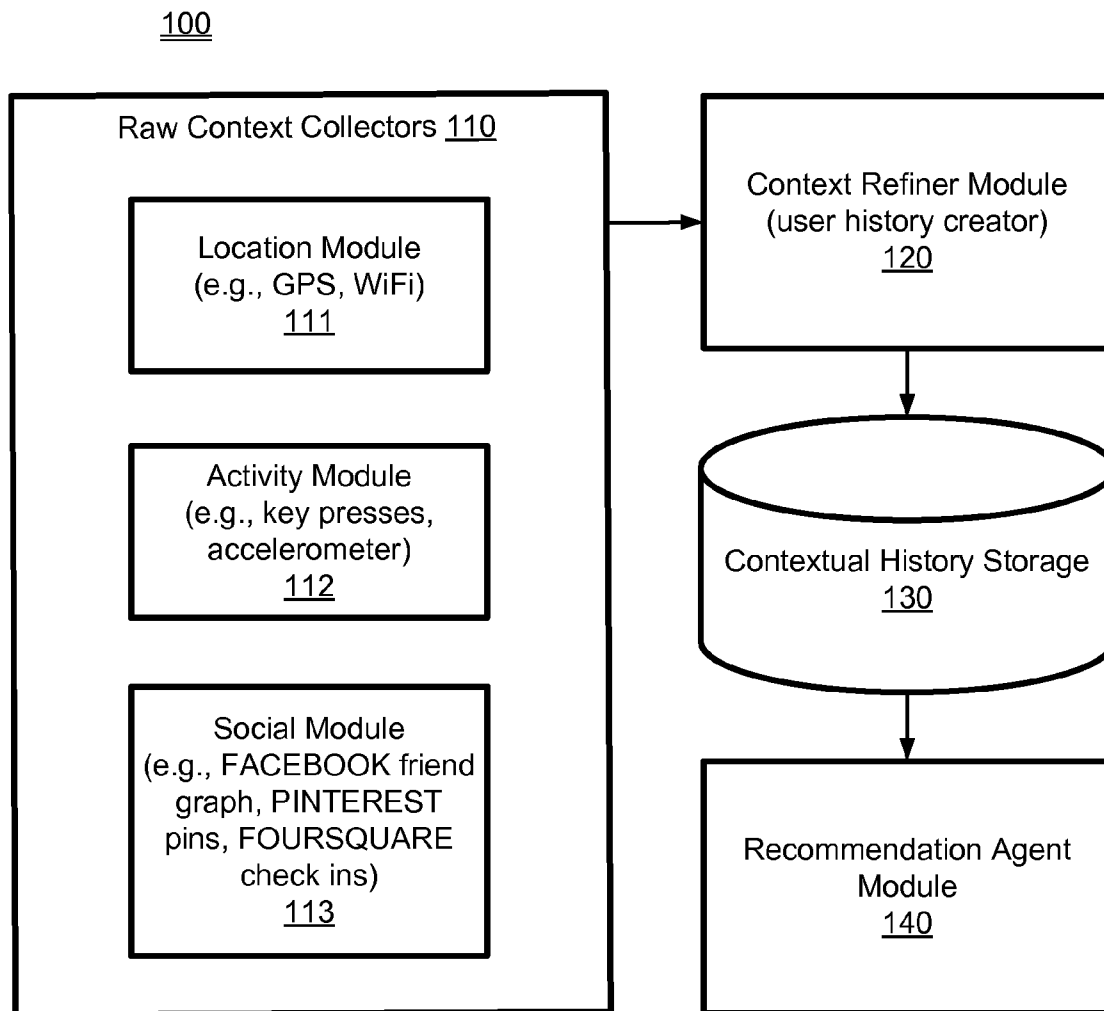 100
Raw Context Collectors 110
Location Module
(e.g., GPS, WiFi)
111
Activity Module
(e.g., key presses,
accelerometer)
112
Social Module
(e.g., FACEBOOK friend
graph, PINTEREST
pins, FOURSQUARE
check ins)
113
Context Refiner Module
(user history creator)
120
Contextual History Storage
130
Recommendation Agent
Module
140